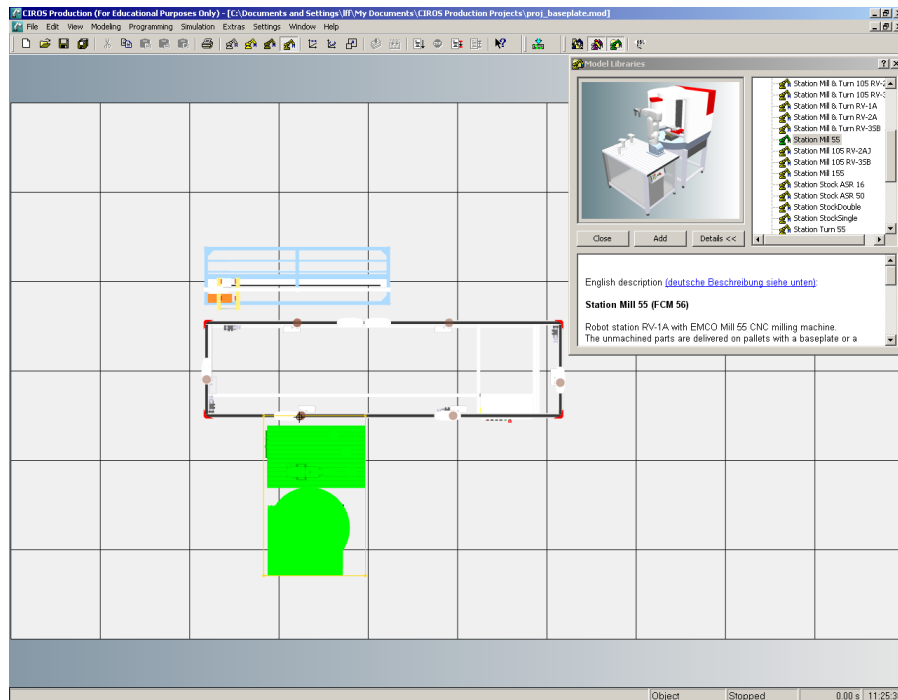 CIROS Production (For Educational Purposes Only) - [C:\Documents and Settings\lff\My Documents\CIROS Production Projects\proj_baseplate.mod]
File Edit View Modeling Programming Simulation Extras Settings Window Help
Model Libraries
Station Mill & Turn 105 RV-2
Station Mill & Turn 105 RV-3
Station Mill & Turn RV-1A
Station Mill & Turn RV-2A
Station Mill & Turn RV-3SB
Station Mill 55
Station Mill 105 RV-2AJ
Station Mill 105 RV-3SB
Station Mill 155
Station Stock ASR 16
Station Stock ASR 50
Station StockDouble
Station StockSingle
Station Turn 55
Close Add Details <<
English description (deutsche Beschreibung siehe unten):
Station Mill 55 (FCM 56)
Robot station RV-1A with EMCO Mill 55 CNC milling machine.
The unmachined parts are delivered on pallets with a baseplate or a
Object Stopped 0.00 s 11:25:3